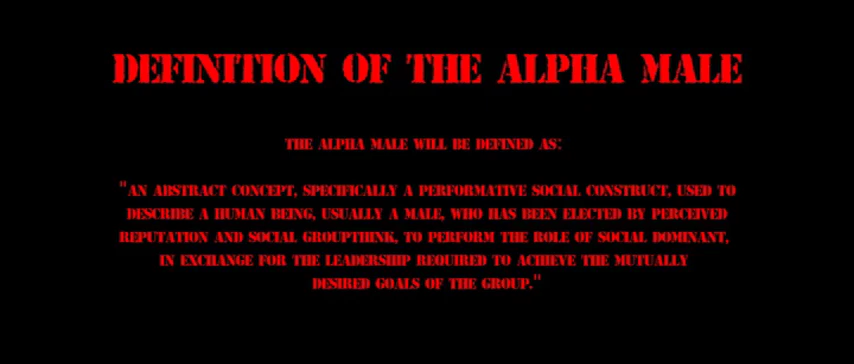 DEFINITION OF THE ALPHA MALE
THE ALPHA MALE WILL BE DEFINED AS:
"AN ABSTRACT CONCEPT, SPECIFICALLY A PERFORMATIVE SOCIAL CONSTRUCT, USED TO
DESCRIBE A HUMAN BEING, USUALLY A MALE, WHO HAS BEEN ELECTED BY PERCEIVED
REPUTATION AND SOCIAL GROUPTHINK, TO PERFORM THE ROLE OF SOCIAL DOMINANT,
IN EXCHANGE FOR THE LEADERSHIP REQUIRED TO ACHIEVE THE MUTUALLY
DESIRED GOALS OF THE GROUP."